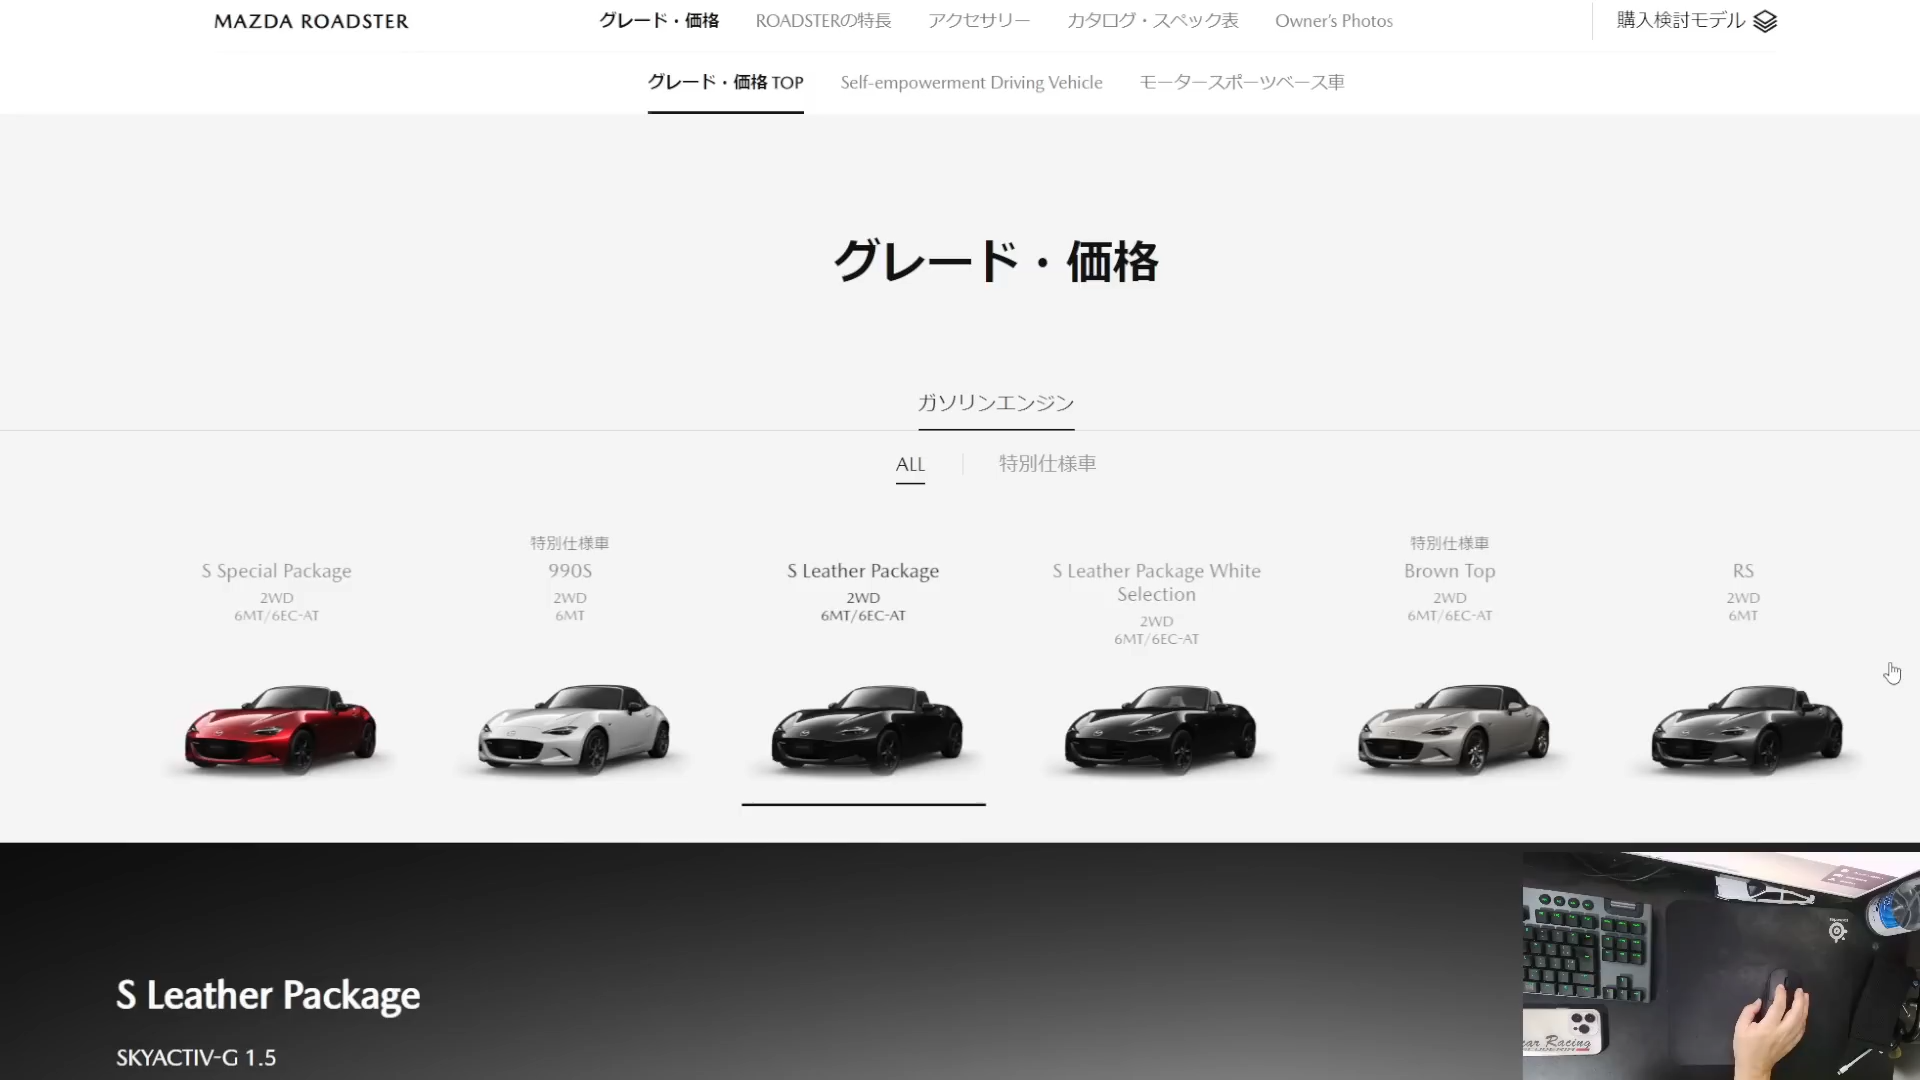 MAZDA ROADSTER
グレード・価格
ROADSTERの特長
アクセサリー
カタログ・スペック表
Owner's Photos
購入検討モデル
グレード・価格 TOP
Self-empowerment Driving Vehicle
モータースポーツベース車
グレード・価格
ガソリンエンジン
ALL
特別仕様車
S Special Package
2WD
6MT/6EC-AT
特別仕様車
990S
2WD
6MT
S Leather Package
2WD
6MT/6EC-AT
S Leather Package White
Selection
2WD
6MT/6EC-AT
特別仕様車
Brown Top
2WD
6MT/6EC-AT
RS
2WD
6MT
S Leather Package
SKYACTIV-G 1.5
car Racing